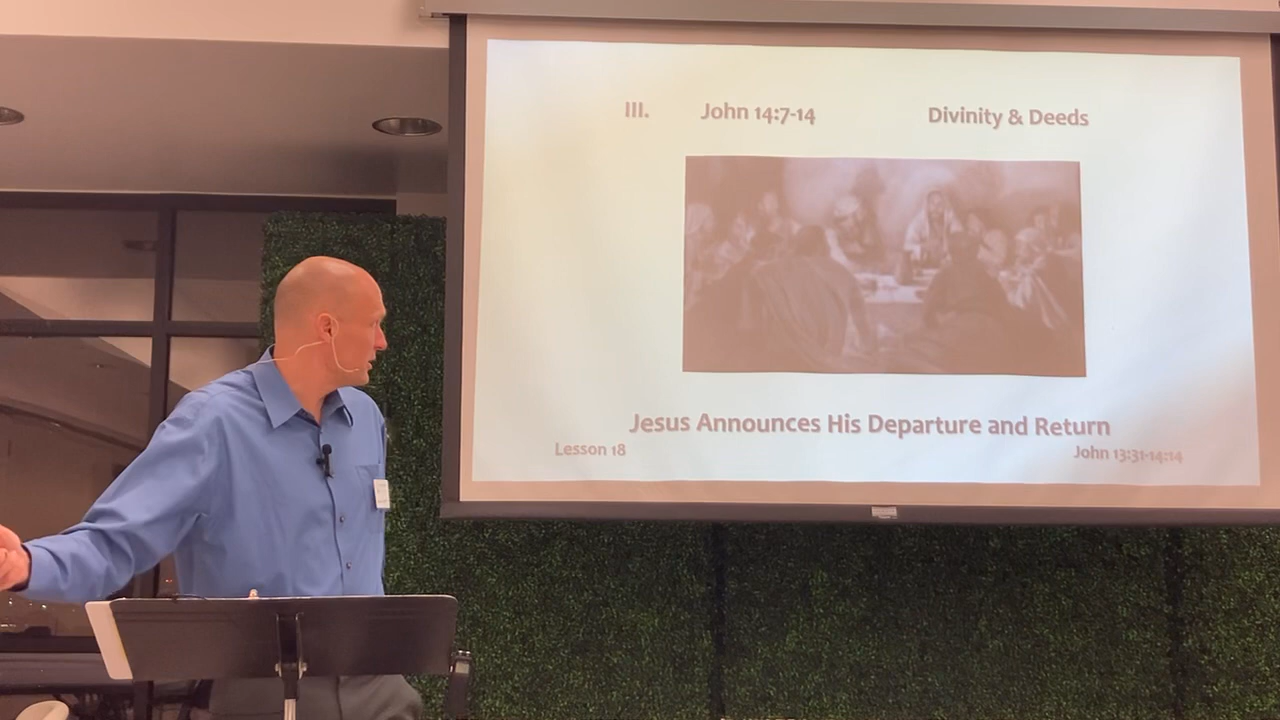 III. John 14:7-14 Divinity & Deeds
Jesus Announces His Departure and Return
Lesson 18 John 13:31-14:14